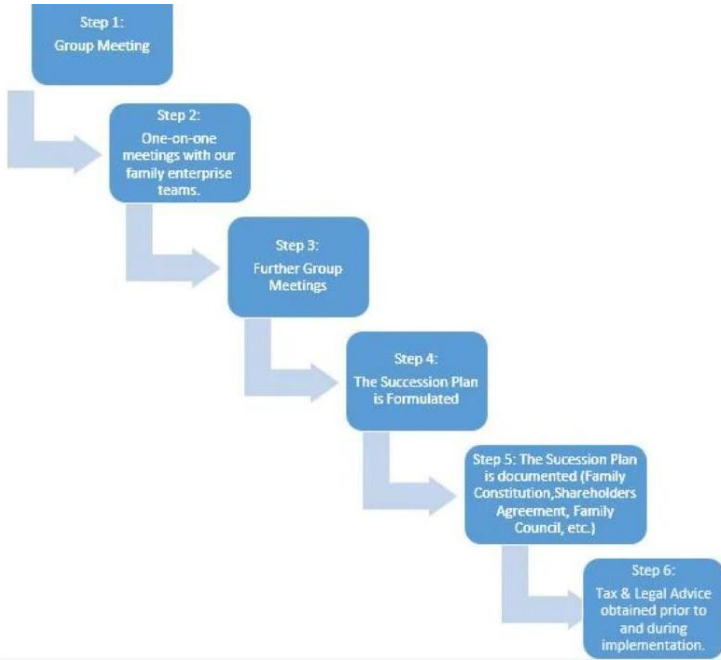 Step 1:
Group Meeting
Step 2:
One-on-one
meetings with our
family enterprise
teams.
Step 3:
Further Group
Meetings
Step 4:
The Succession Plan
is Formulated
Step 5: The Sucession Plan
is documented (Family
Constitution,Shareholders
Agreement, Family
Council, etc.)
Step 6:
Tax & Legal Advice
obtained prior to
and during
implementation.